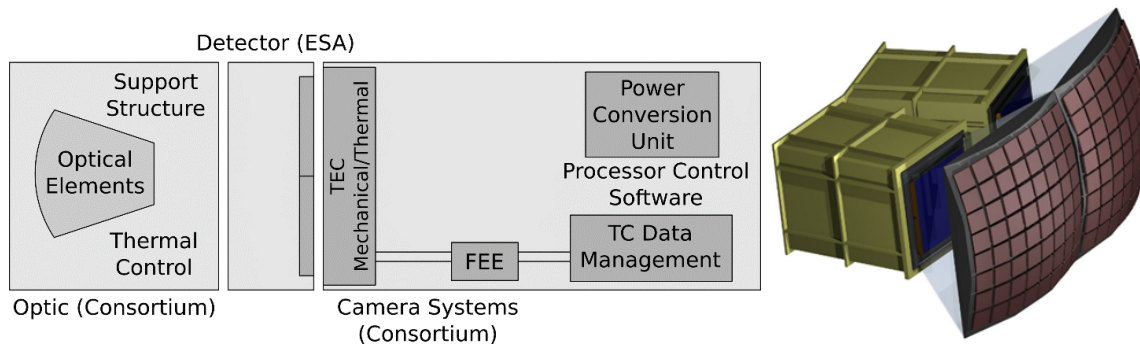 Detector (ESA)
Support
Structure
Optical
Elements
Thermal
Control
Optic (Consortium)
TEC
Mechanical/Thermal
Power
Conversion
Unit
Processor Control
Software
FEE
TC Data
Management
Camera Systems
(Consortium)